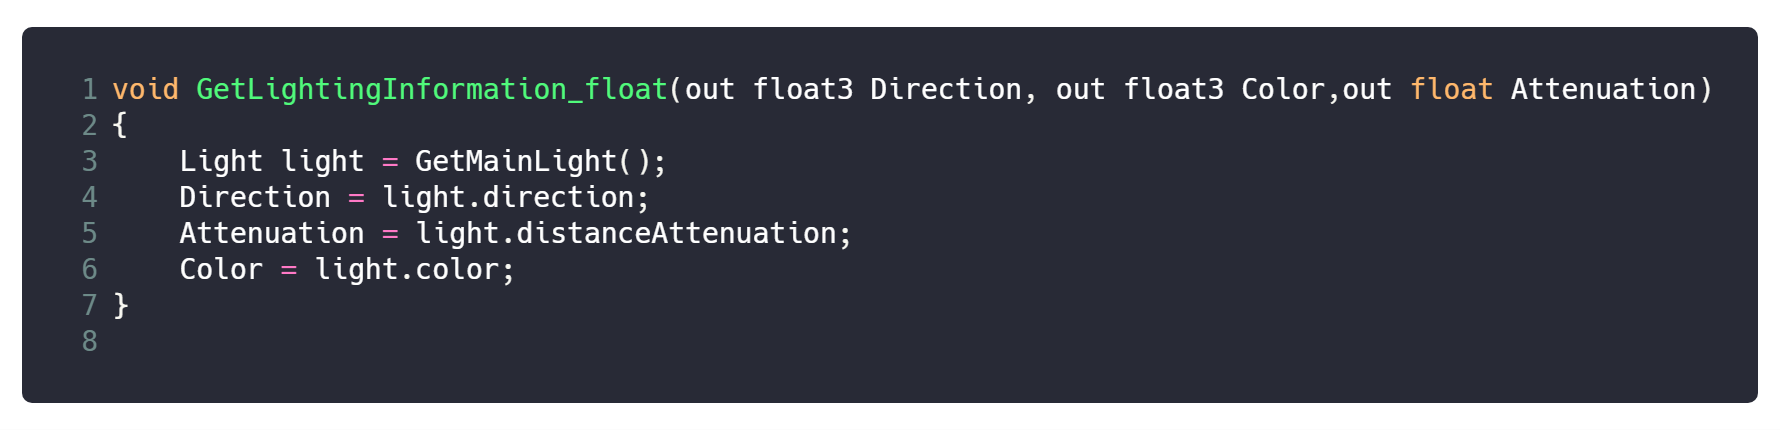 1 void GetLightingInformation_float(out float3 Direction, out float3 Color,out float Attenuation)
2 {
3     Light light = GetMainLight();
4     Direction = light.direction;
5     Attenuation = light.distanceAttenuation;
6     Color = light.color;
7 }
8